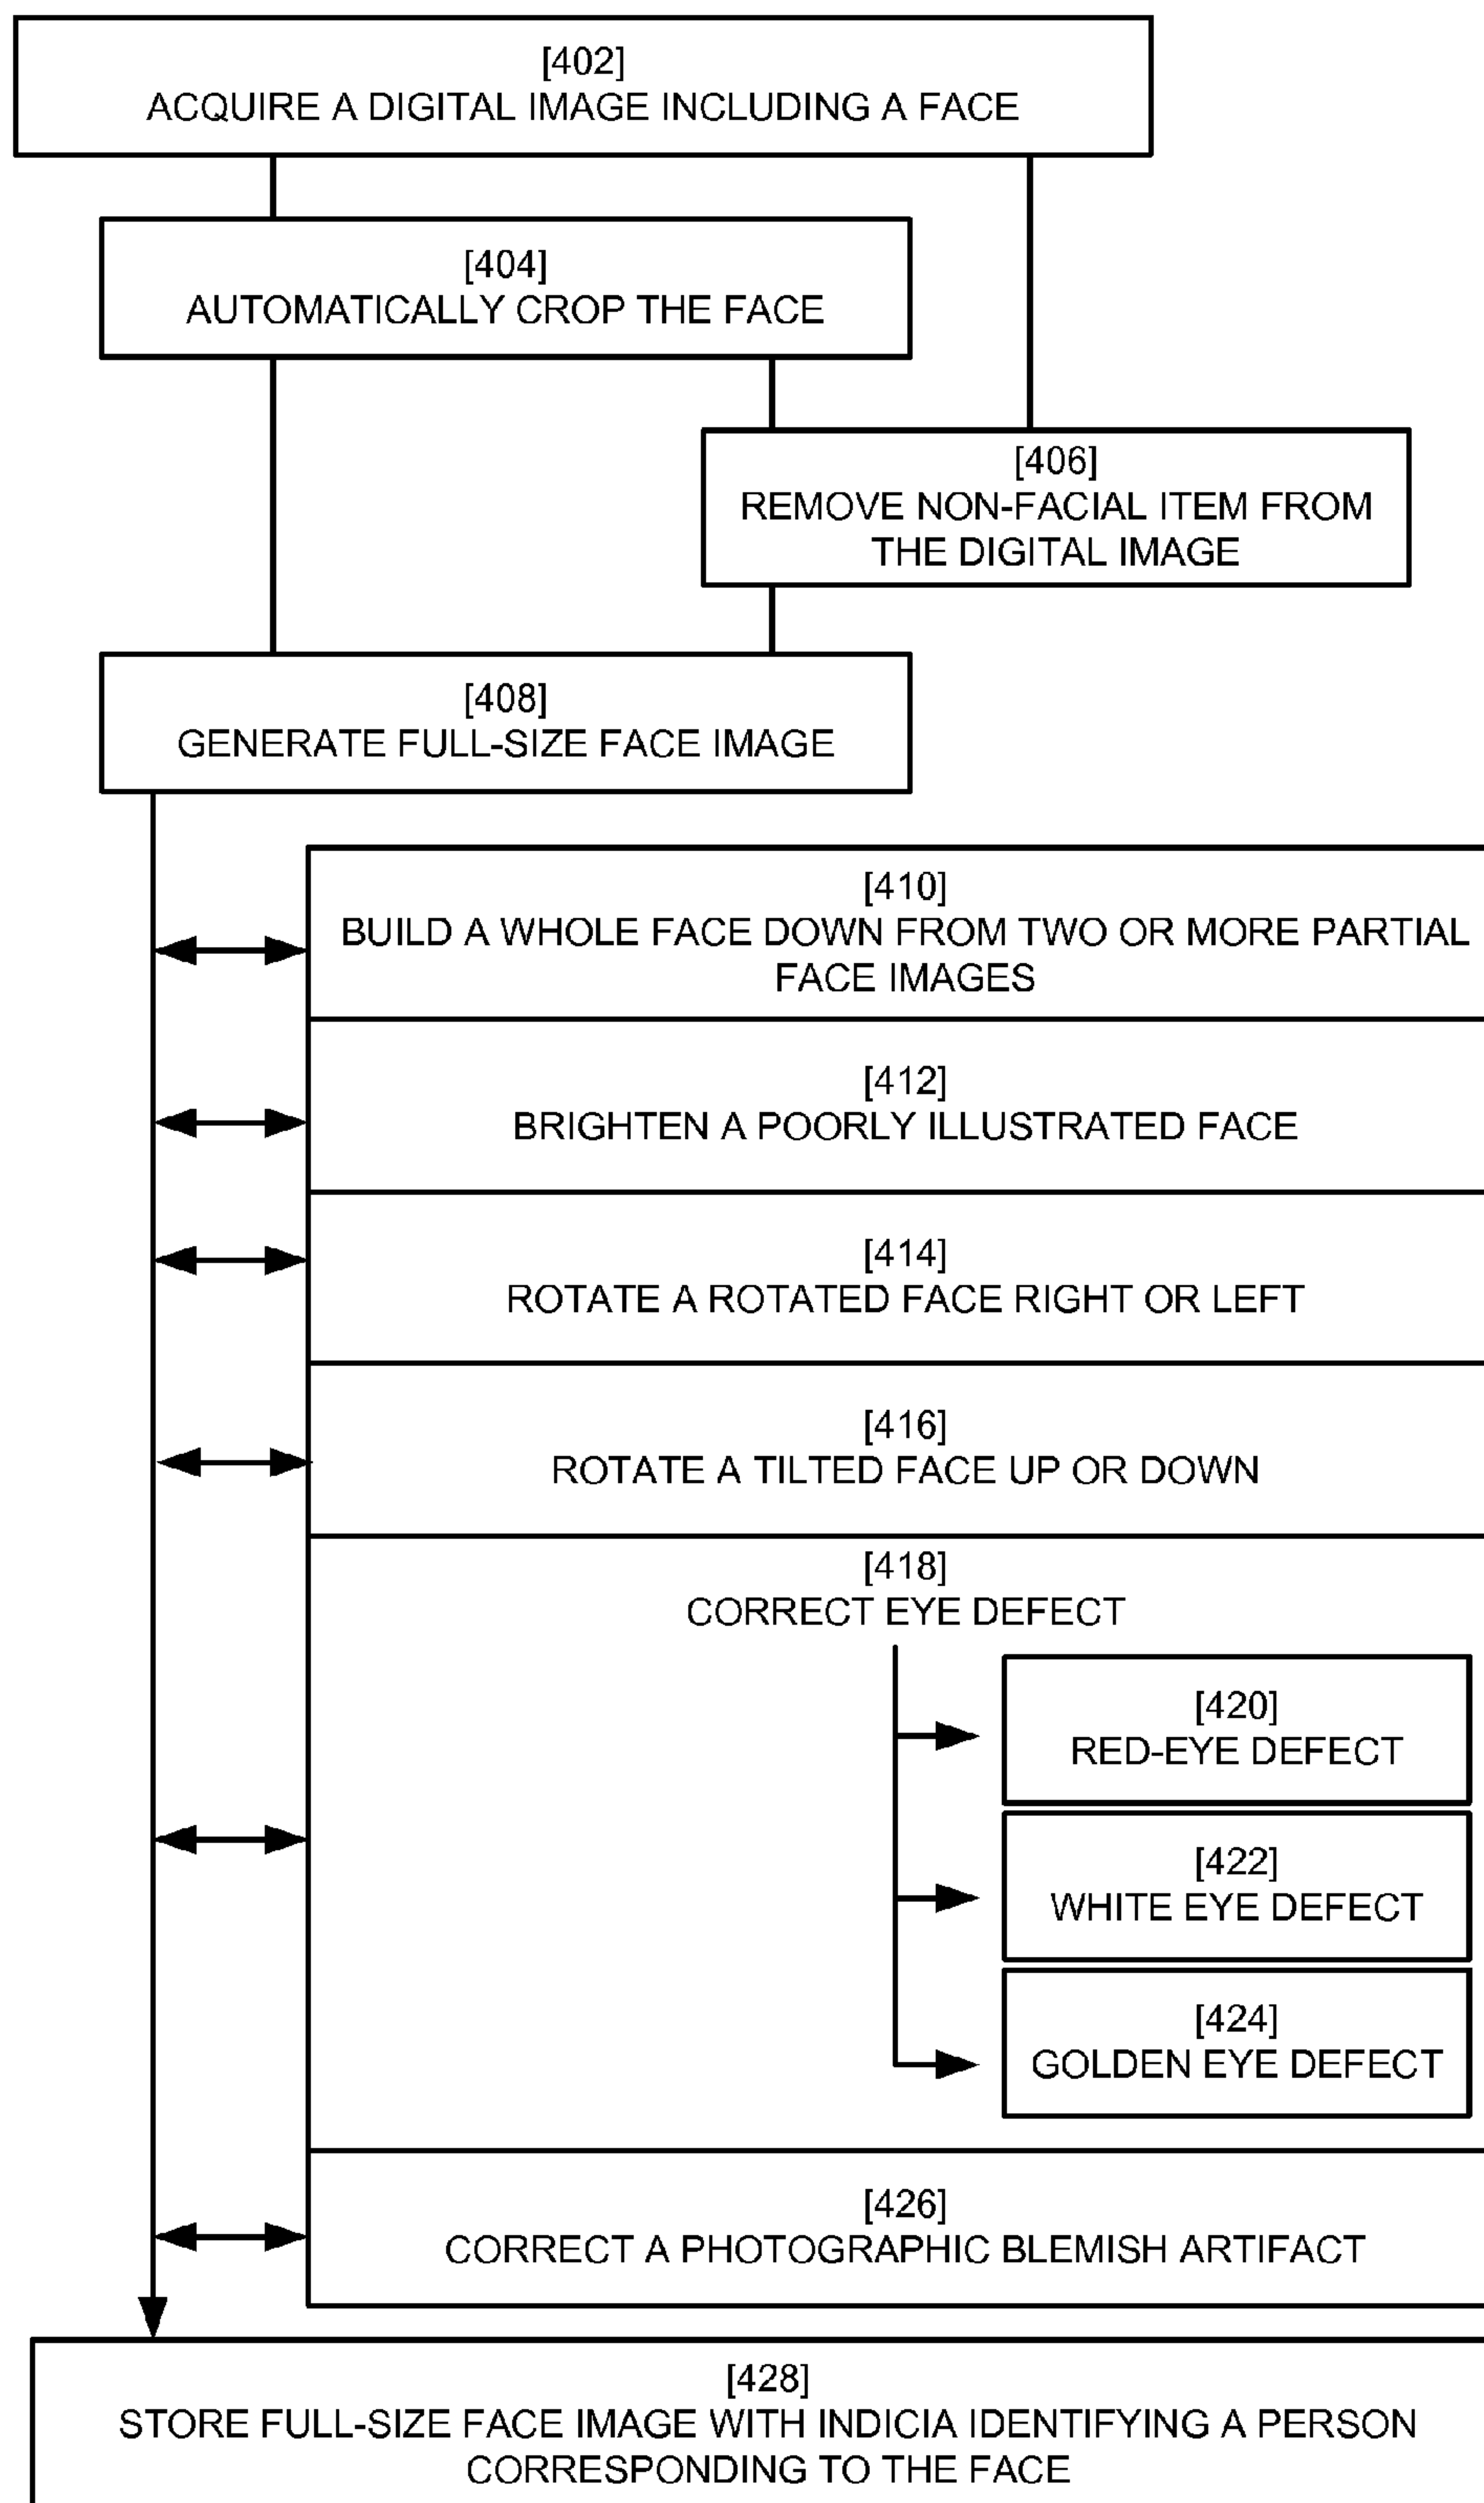 [402]
ACQUIRE A DIGITAL IMAGE INCLUDING A FACE
[404]
AUTOMATICALLY CROP THE FACE
[406]
REMOVE NON-FACIAL ITEM FROM
THE DIGITAL IMAGE
[408]
GENERATE FULL-SIZE FACE IMAGE
[410]
BUILD A WHOLE FACE DOWN FROM TWO OR MORE PARTIAL
FACE IMAGES
[412]
BRIGHTEN A POORLY ILLUSTRATED FACE
[414]
ROTATE A ROTATED FACE RIGHT OR LEFT
[416]
ROTATE A TILTED FACE UP OR DOWN
[418]
CORRECT EYE DEFECT
[420]
RED-EYE DEFECT
[422]
WHITE EYE DEFECT
[424]
GOLDEN EYE DEFECT
[426]
CORRECT A PHOTOGRAPHIC BLEMISH ARTIFACT
[428]
STORE FULL-SIZE FACE IMAGE WITH INDICIA IDENTIFYING A PERSON
CORRESPONDING TO THE FACE